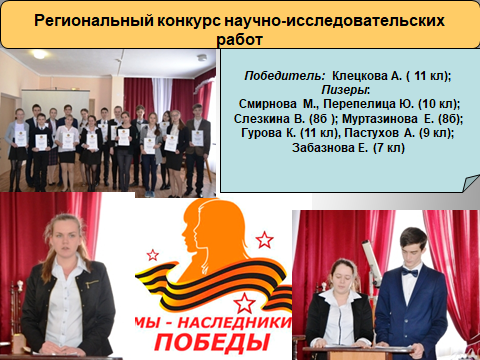 Региональный конкурс научно-исследовательских
работ
Победитель: Клецкова А. ( 11 кл);
Пизеры:
Смирнова М., Перепелица Ю. (10 кл);
Слезкина В. (8б ); Муртазинова Е. (8б);
Гурова К. (11 кл), Пастухов А. (9 кл);
Забазнова Е. (7 кл)
МЫ - НАСЛЕДНИКИ
ПОБЕДЫ